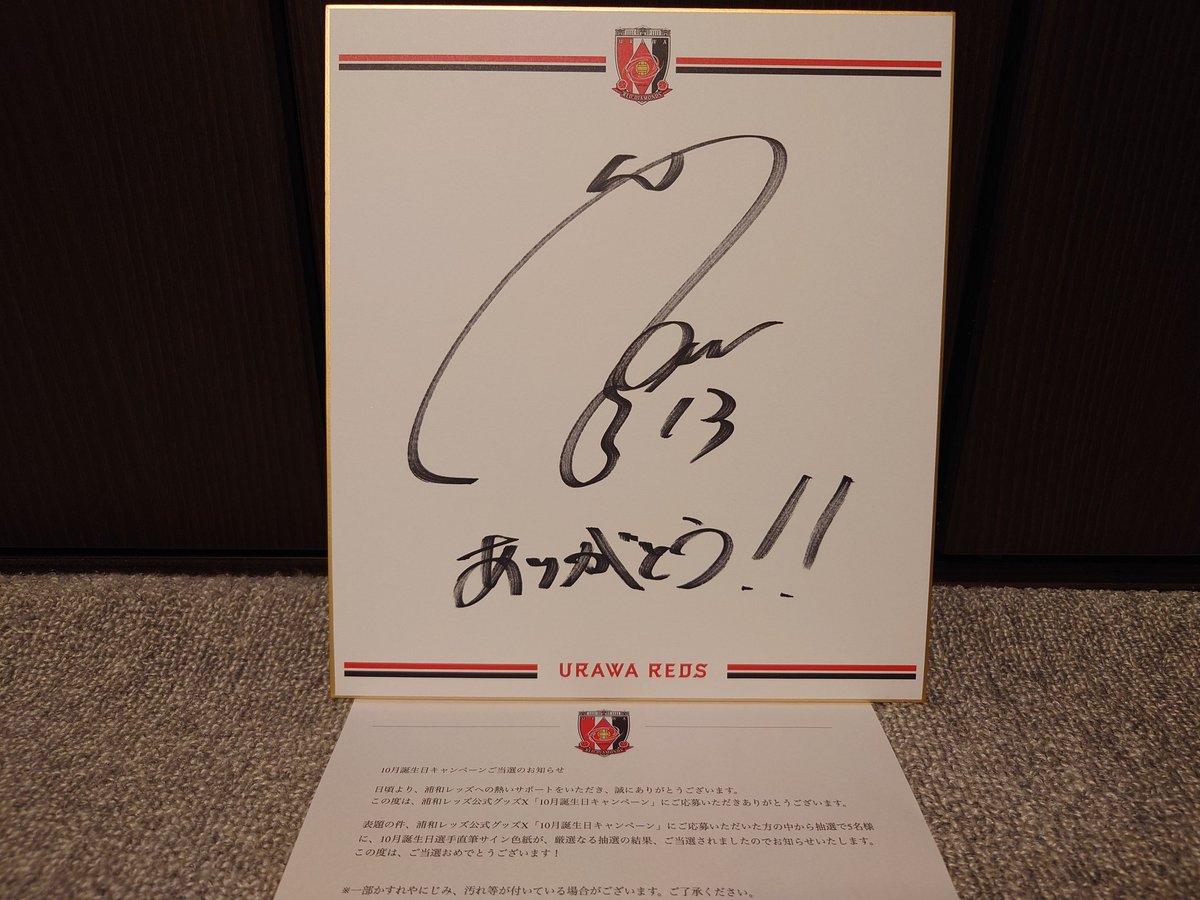 13
ありがとう!!
URAWA REDS
10月誕生日キャンペーンご当選のお知らせ
日頃より、浦和レッズへの熱いサポートをいただき、誠にありがとうございます。
この度は、浦和レッズ公式グッズX「10月誕生日キャンペーン」にご応募いただきありがとうございます。
表題の件、浦和レッズ公式グッズX「10月誕生日キャンペーン」にご応募いただいた方の中から抽選で5名様
に、10月誕生日選手直筆サイン色紙が、厳選なる抽選の結果、ご当選されましたのでお知らせいたします。
この度は、ご当選おめでとうございます！
※一部かすれやにじみ、汚れ等が付いている場合がございます。ご了承ください。